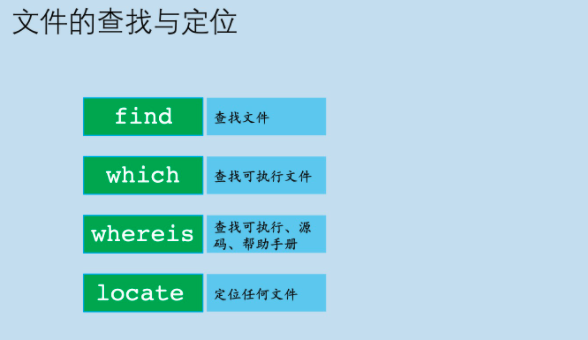 文件的查找与定位
find
查找文件
which
查找可执行文件
whereis
查找可执行、源
码、帮助手册
locate
定位任何文件